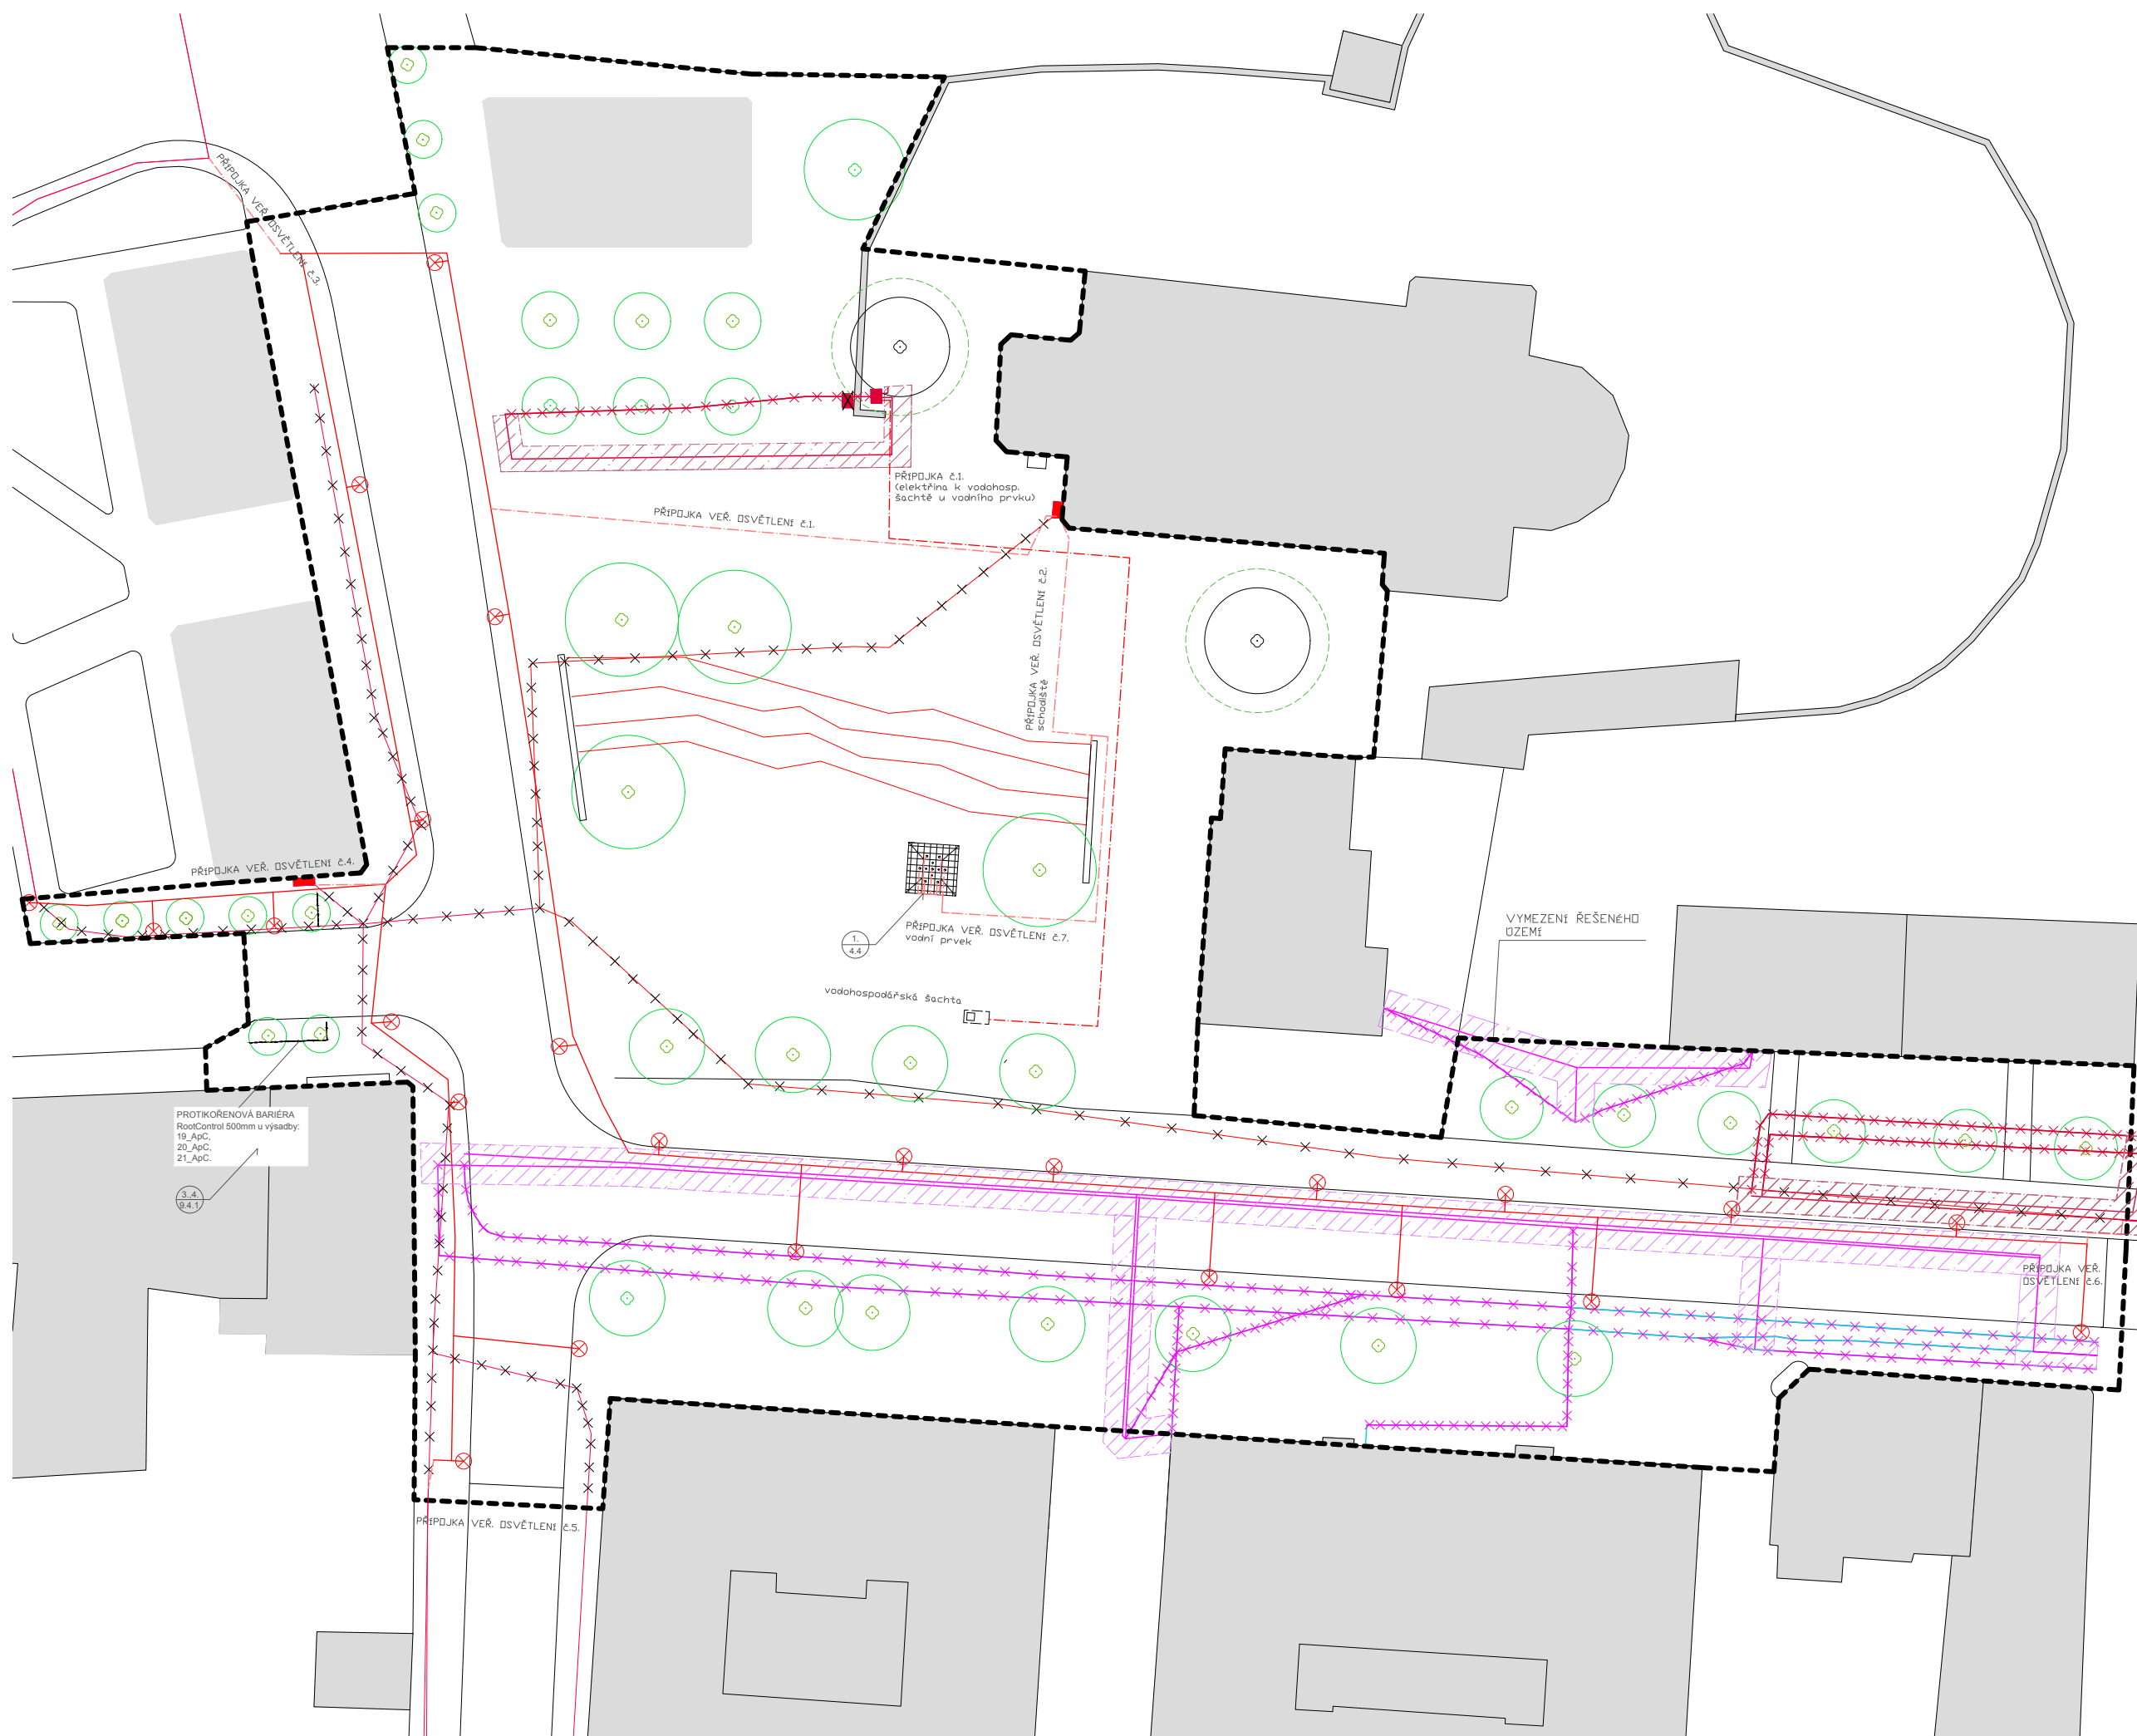 PŘÍPOJKA VEŘ. OSVĚTLENÍ č.3.
PŘÍPOJKA č.1.
(elektřina k vodohosp.
šachtě u vodního prvku)
PŘÍPOJKA VEŘ. OSVĚTLENÍ č.1.
PŘÍPOJKA VEŘ. OSVĚTLENÍ č.2.
schodiště
PŘÍPOJKA VEŘ. OSVĚTLENÍ č.4.
VYMEZENÍ ŘEŠENÉHO
ÚZEMÍ
PŘÍPOJKA VEŘ. OSVĚTLENÍ č.7.
vodní prvek
1.
4.4
vodohospodářská šachta
PROTIKOŘENOVÁ BARIÉRA
RootControl 500mm u výsadby:
19_ApC,
20_ApC,
21_ApC.
3.,4.
9.4.1
PŘÍPOJKA VEŘ.
OSVĚTLENÍ č.6.
PŘÍPOJKA VEŘ. OSVĚTLENÍ č.5.